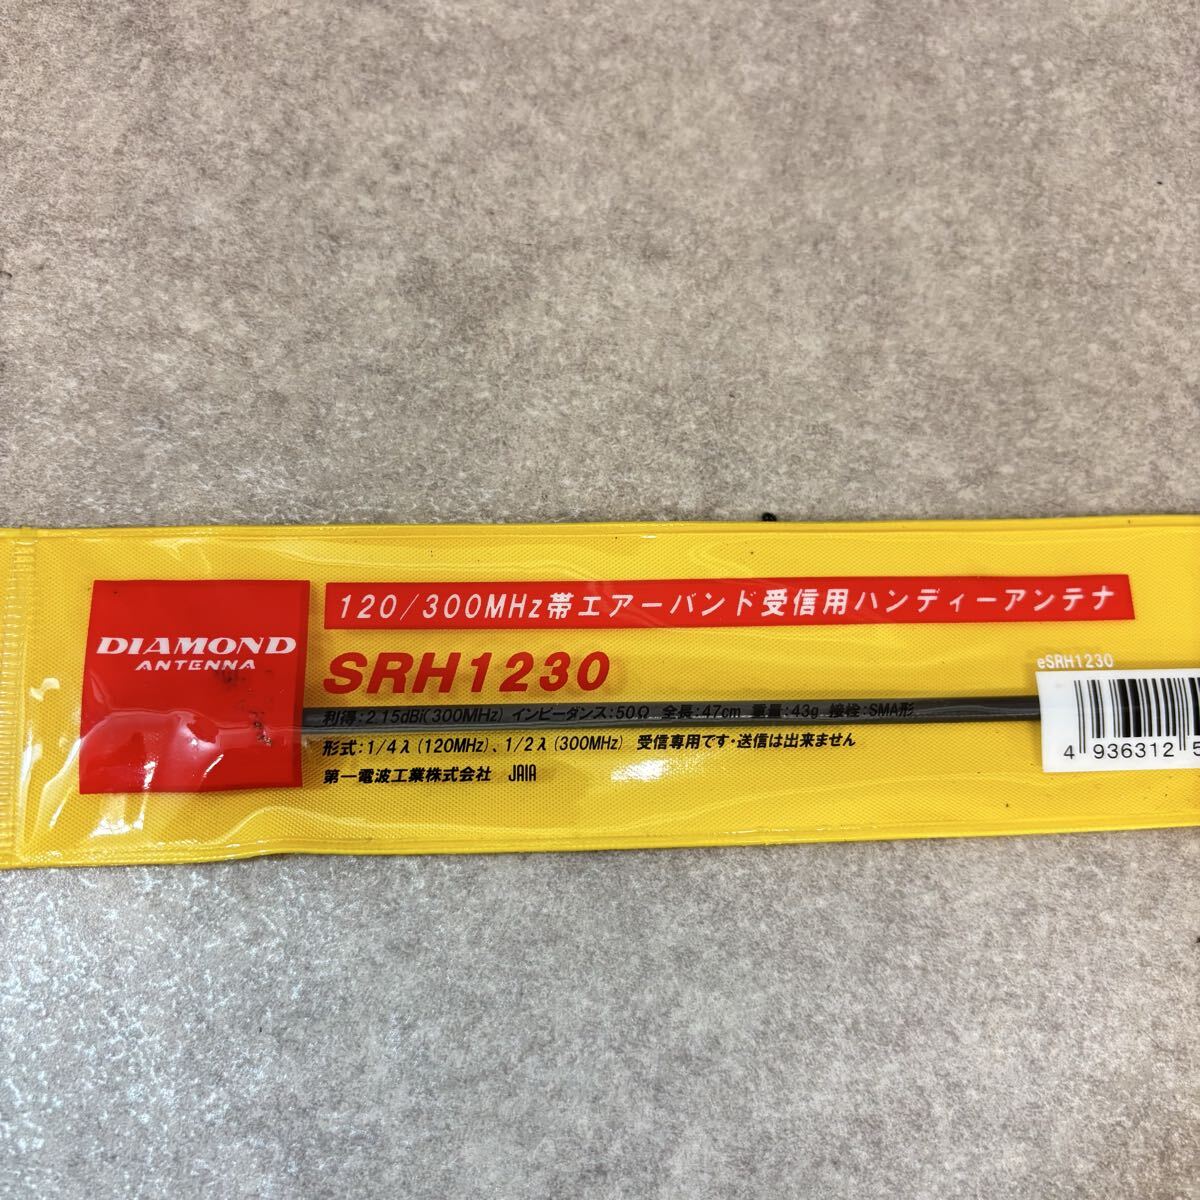 DIAMOND
ANTENNA
120/300MHz帯エアーバンド受信用ハンディーアンテナ
SRH1230
利得:2.15dBi(300MHz) インピーダンス:50Ω 全長:47cm 重量:43g 接栓:SMA形
形式:1/4λ(120MHz)、1/2λ(300MHz) 受信専用です・送信は出来ません
第一電波工業株式会社 JAIA
eSRH1230
4 936312 5